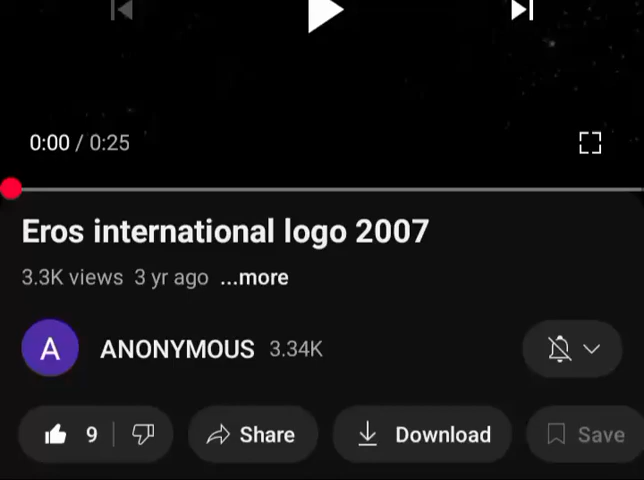 0:00 / 0:25
Eros international logo 2007
3.3K views 3 yr ago ...more
A ANONYMOUS 3.34K
9 Share Download Save